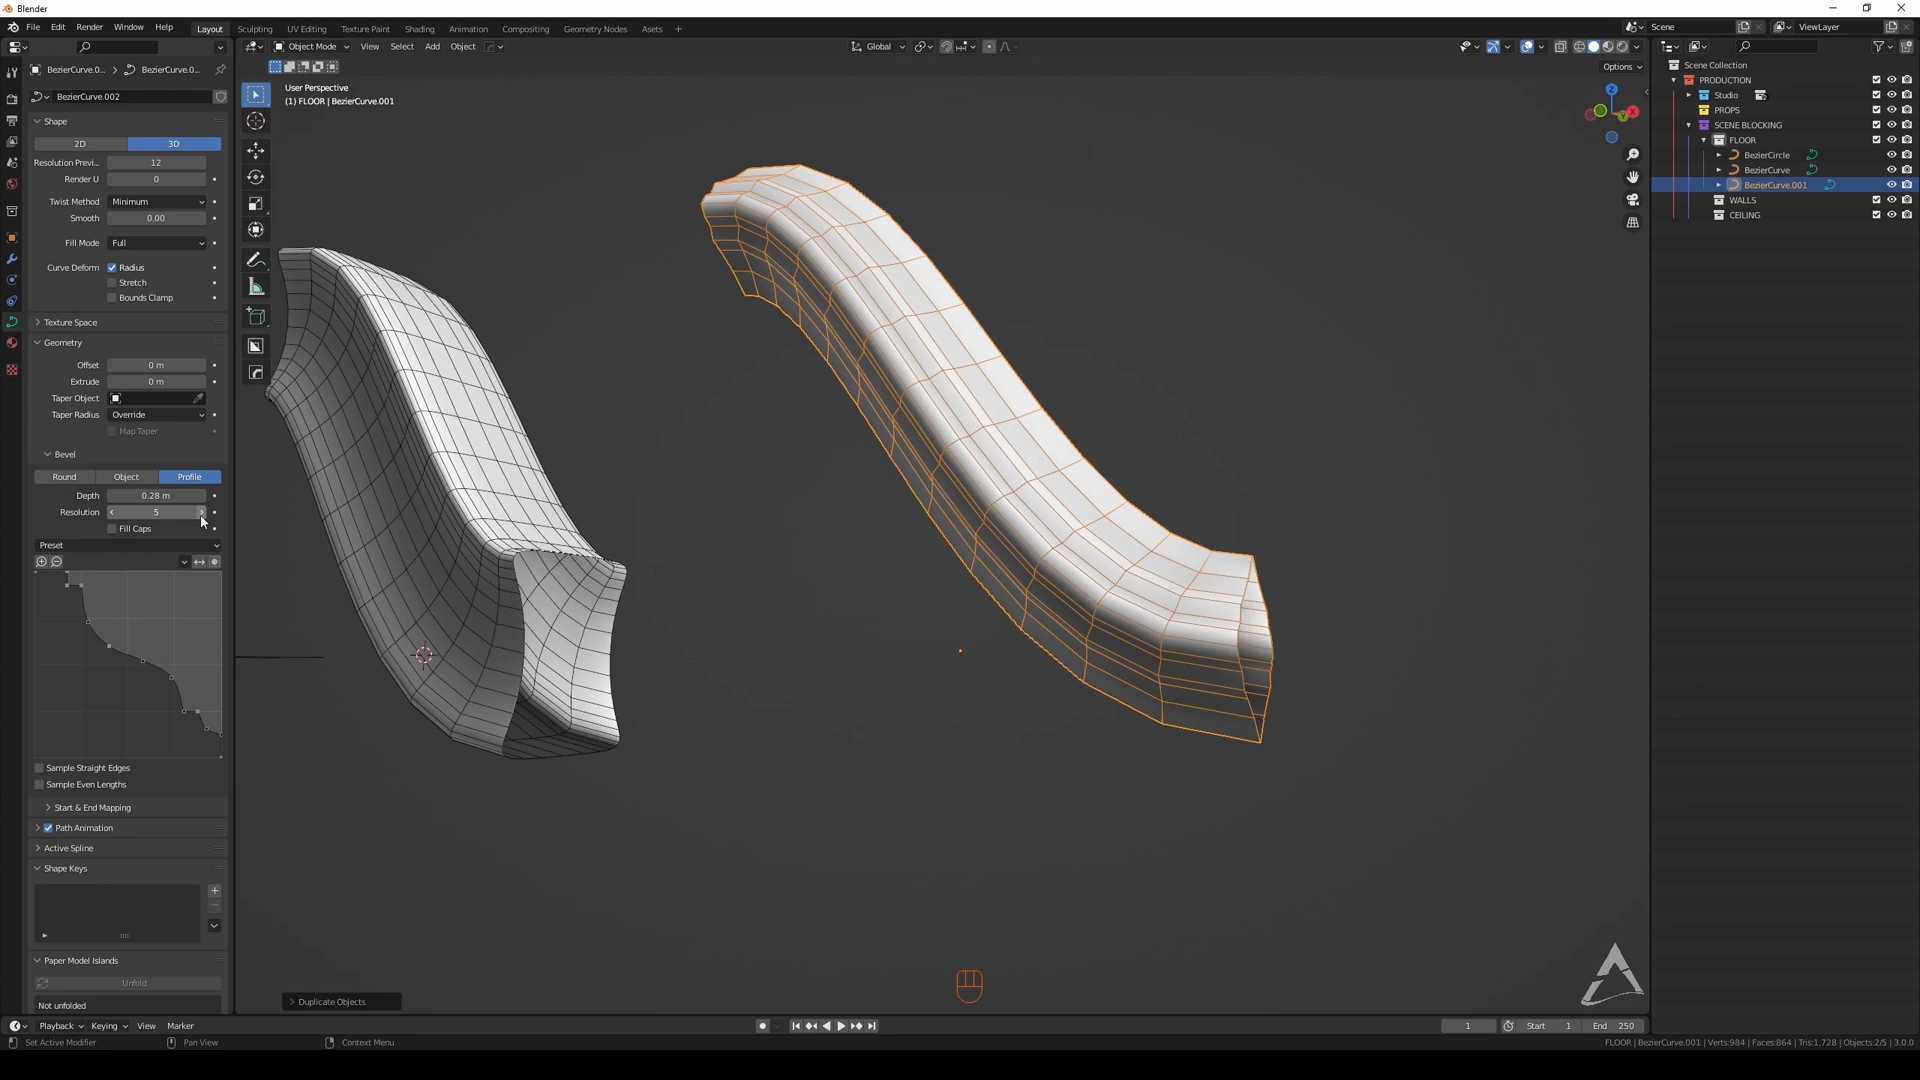 Blender
File Edit Render Window Help Layout Sculpting UV Editing Texture Paint Shading Animation Compositing Geometry Nodes Assets + Scene ViewLayer
Object Mode View Select Add Object Global
Options
BezierCurve.0... > BezierCurve.0...
BezierCurve.002
Shape
2D 3D
Resolution Previ... 12
Render U 0
Twist Method Minimum
Smooth 0.00
Fill Mode Full
Curve Deform Radius
Stretch
Bounds Clamp
Texture Space
Geometry
Offset 0 m
Extrude 0 m
Taper Object
Taper Radius Override
Map Taper
Bevel
Round Object Profile
Depth 0.28 m
Resolution 5
Fill Caps
Preset
Sample Straight Edges
Sample Even Lengths
Start & End Mapping
Path Animation
Active Spline
Shape Keys
Paper Model Islands
Unfold
Not unfolded
User Perspective
(1) FLOOR | BezierCurve.001
Z
X
Y
Duplicate Objects
Scene Collection
PRODUCTION
Studio
PROPS
SCENE BLOCKING
FLOOR
BezierCircle
BezierCurve
BezierCurve.001
WALLS
CEILING
Playback Keying View Marker 1 Start 1 End 250
Set Active Modifier Pan View Context Menu FLOOR | BezierCurve.001 | Verts:984 | Faces:864 | Tris:1,728 | Objects:2/5 | 3.0.0